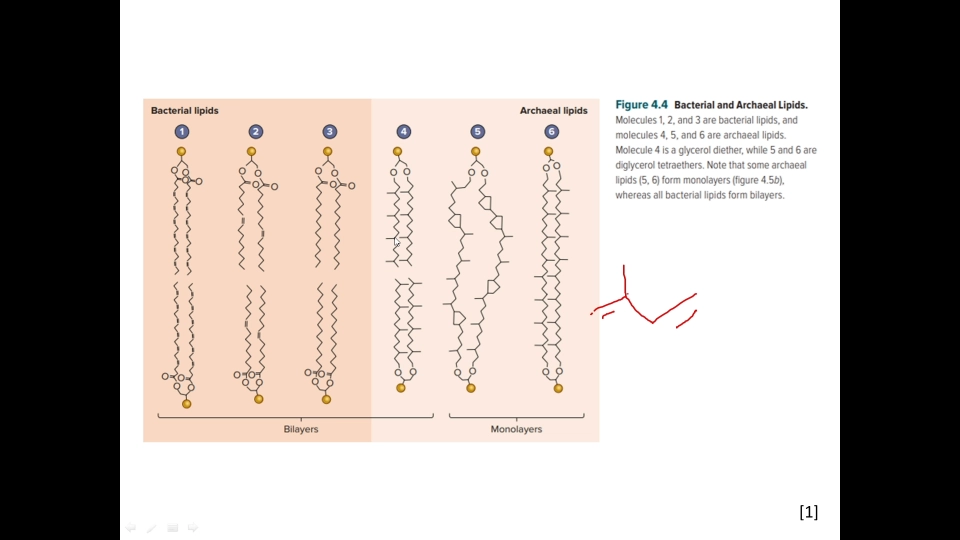 Bacterial lipids
Archaeal lipids
1 2 3 4 5 6
Figure 4.4 Bacterial and Archaeal Lipids.
Molecules 1, 2, and 3 are bacterial lipids, and
molecules 4, 5, and 6 are archaeal lipids.
Molecule 4 is a glycerol diether, while 5 and 6 are
diglycerol tetraethers. Note that some archaeal
lipids (5, 6) form monolayers (figure 4.5b),
whereas all bacterial lipids form bilayers.
Bilayers
Monolayers
[1]